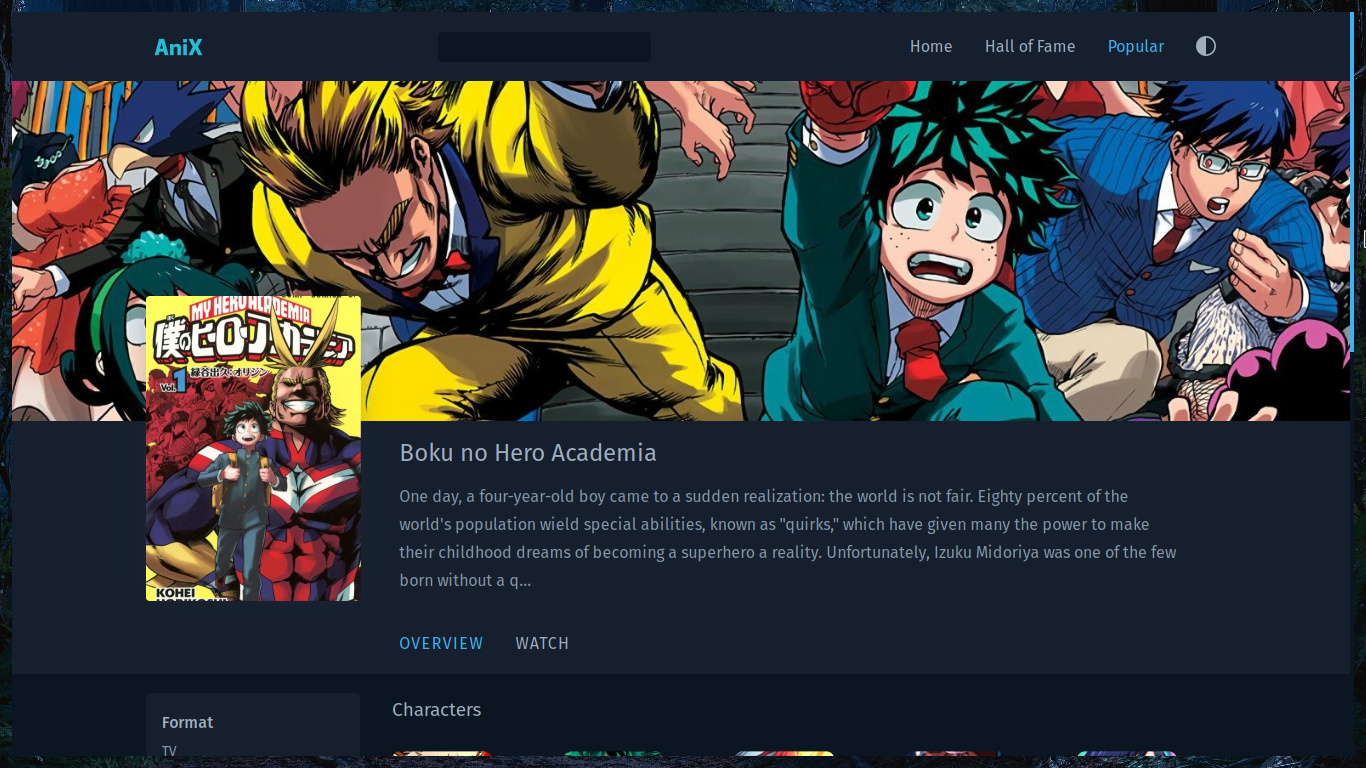 AniX
Home
Hall of Fame
Popular
MY HERO ACADEMIA
僕のヒーローアカデミア
Vol.1
緑谷出久:オリジン
KOHEI
HORIKOSHI
Boku no Hero Academia
One day, a four-year-old boy came to a sudden realization: the world is not fair. Eighty percent of the
world's population wield special abilities, known as "quirks," which have given many the power to make
their childhood dreams of becoming a superhero a reality. Unfortunately, Izuku Midoriya was one of the few
born without a q...
OVERVIEW
WATCH
Format
TV
Characters